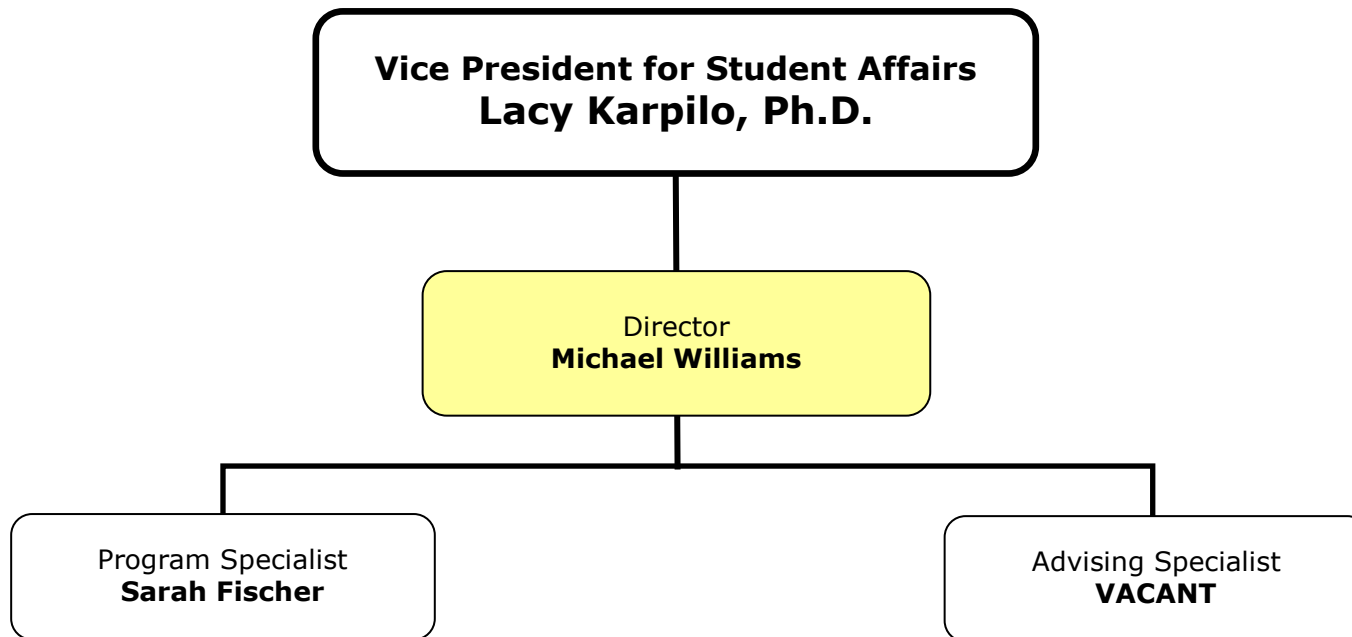 Vice President for Student Affairs
Lacy Karpilo, Ph.D.
Director
Michael Williams
Program Specialist
Sarah Fischer
Advising Specialist
VACANT